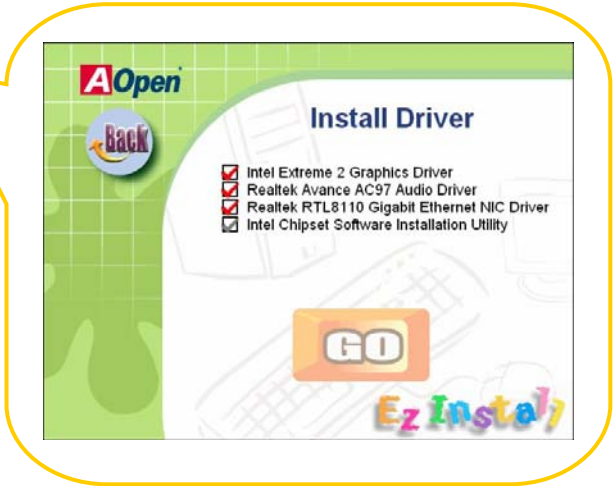 AOpen
Back
Install Driver
Intel Extreme 2 Graphics Driver
Realtek Avance AC97 Audio Driver
Realtek RTL8110 Gigabit Ethernet NIC Driver
Intel Chipset Software Installation Utility
GO
Ez Install